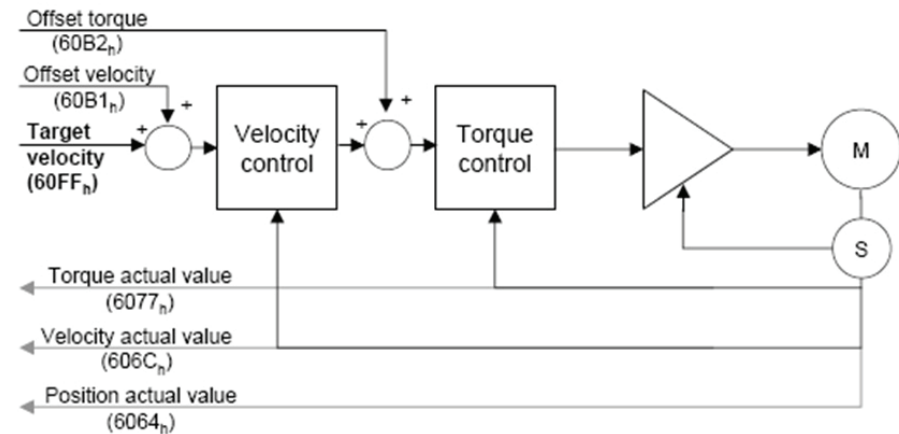 Offset torque
(60B2h)
Offset velocity
(60B1h)
+
+
+
+
Target
velocity
(60FFh)
Velocity
control
Torque
control
M
S
Torque actual value
(6077h)
Velocity actual value
(606Ch)
Position actual value
(6064h)